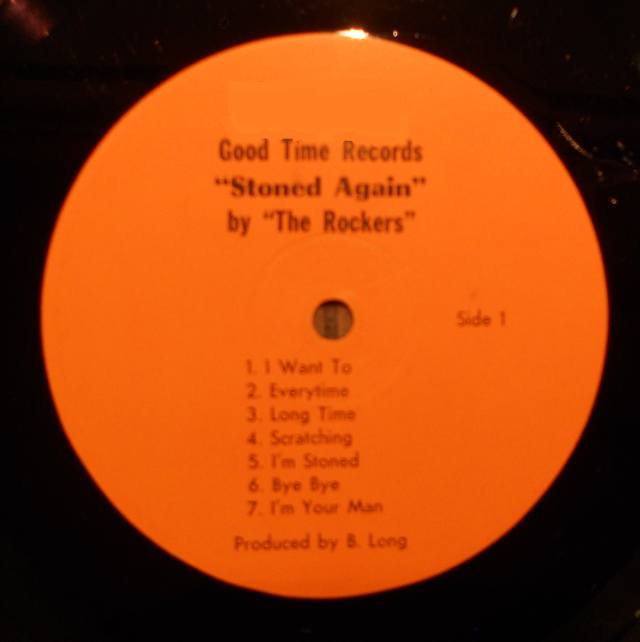 Good Time Records
“Stoned Again”
by “The Rockers”
Side 1
1. I Want To
2. Everytime
3. Long Time
4. Scratching
5. I'm Stoned
6. Bye Bye
7. I'm Your Man
Produced by B. Long